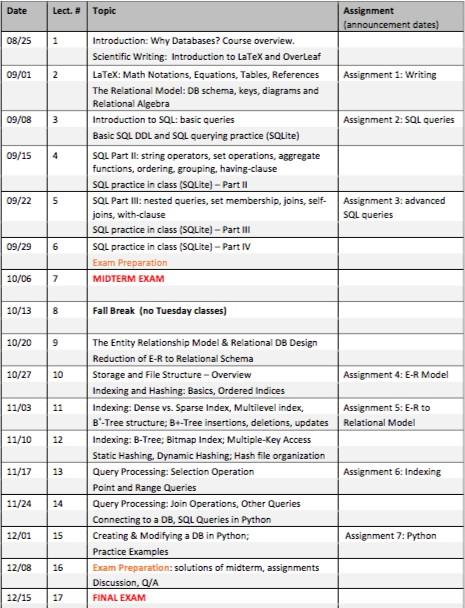 Date Lect. # Topic Assignment
(announcement dates)
08/25 1 Introduction: Why Databases? Course overview.
Scientific Writing: Introduction to LaTeX and OverLeaf
09/01 2 LaTeX: Math Notations, Equations, Tables, References Assignment 1: Writing
The Relational Model: DB schema, keys, diagrams and
Relational Algebra
09/08 3 Introduction to SQL: basic queries Assignment 2: SQL queries
Basic SQL DDL and SQL querying practice (SQLite)
09/15 4 SQL Part II: string operators, set operations, aggregate
functions, ordering, grouping, having-clause
SQL practice in class (SQLite) – Part II
09/22 5 SQL Part III: nested queries, set membership, joins, self- Assignment 3: advanced
joins, with-clause SQL queries
SQL practice in class (SQLite) – Part III
09/29 6 SQL practice in class (SQLite) – Part IV
Exam Preparation
10/06 7 MIDTERM EXAM
10/13 8 Fall Break (no Tuesday classes)
10/20 9 The Entity Relationship Model & Relational DB Design
Reduction of E-R to Relational Schema
10/27 10 Storage and File Structure – Overview Assignment 4: E-R Model
Indexing and Hashing: Basics, Ordered Indices
11/03 11 Indexing: Dense vs. Sparse Index, Multilevel index, Assignment 5: E-R to
B⁺-Tree structure; B+-Tree insertions, deletions, updates Relational Model
11/10 12 Indexing: B-Tree; Bitmap Index; Multiple-Key Access
Static Hashing, Dynamic Hashing; Hash file organization
11/17 13 Query Processing: Selection Operation Assignment 6: Indexing
Point and Range Queries
11/24 14 Query Processing: Join Operations, Other Queries
Connecting to a DB, SQL Queries in Python
12/01 15 Creating & Modifying a DB in Python; Assignment 7: Python
Practice Examples
12/08 16 Exam Preparation: solutions of midterm, assignments
Discussion, Q/A
12/15 17 FINAL EXAM